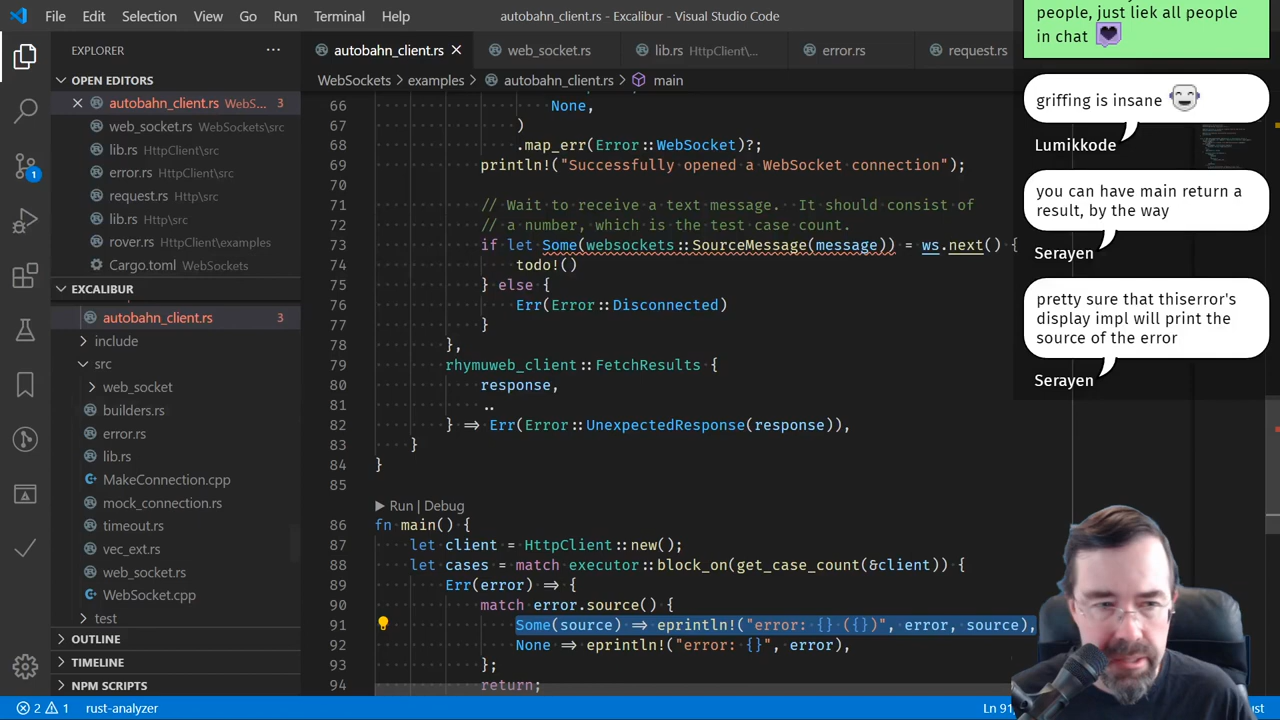 File Edit Selection View Go Run Terminal Help
autobahn_client.rs - Excalibur - Visual Studio Code
EXPLORER
OPEN EDITORS
autobahn_client.rs WebS... 3
web_socket.rs WebSockets\src
lib.rs HttpClient\src
error.rs HttpClient\src
request.rs Http\src
lib.rs Http\src
rover.rs HttpClient\examples
Cargo.toml WebSockets
EXCALIBUR
autobahn_client.rs 3
include
src
web_socket
builders.rs
error.rs
lib.rs
MakeConnection.cpp
mock_connection.rs
timeout.rs
vec_ext.rs
web_socket.rs
WebSocket.cpp
test
OUTLINE
TIMELINE
NPM SCRIPTS
autobahn_client.rs web_socket.rs lib.rs HttpClient\... error.rs request.rs
WebSockets examples autobahn_client.rs main
66 None,
67 )
68 .map_err(Error::WebSocket)?;
69 println!("Successfully opened a WebSocket connection");
70
71 // Wait to receive a text message.  It should consist of
72 // a number, which is the test case count.
73 if let Some(websockets::SourceMessage(message)) = ws.next() {
74 todo!()
75 } else {
76 Err(Error::Disconnected)
77 }
78 },
79 rhymuweb_client::FetchResults {
80 response,
81 ..
82 } => Err(Error::UnexpectedResponse(response)),
83 }
84 }
85
Run | Debug
86 fn main() {
87 let client = HttpClient::new();
88 let cases = match executor::block_on(get_case_count(&client)) {
89 Err(error) => {
90 match error.source() {
91 Some(source) => eprintln!("error: {} ({})", error, source),
92 None => eprintln!("error: {}", error),
93 };
94 return;
people, just liek all people
in chat
griffing is insane
Lumikkode
you can have main return a
result, by the way
Serayen
pretty sure that thiserror's
display impl will print the
source of the error
Serayen
1
2 1 rust-analyzer
Ln 91,